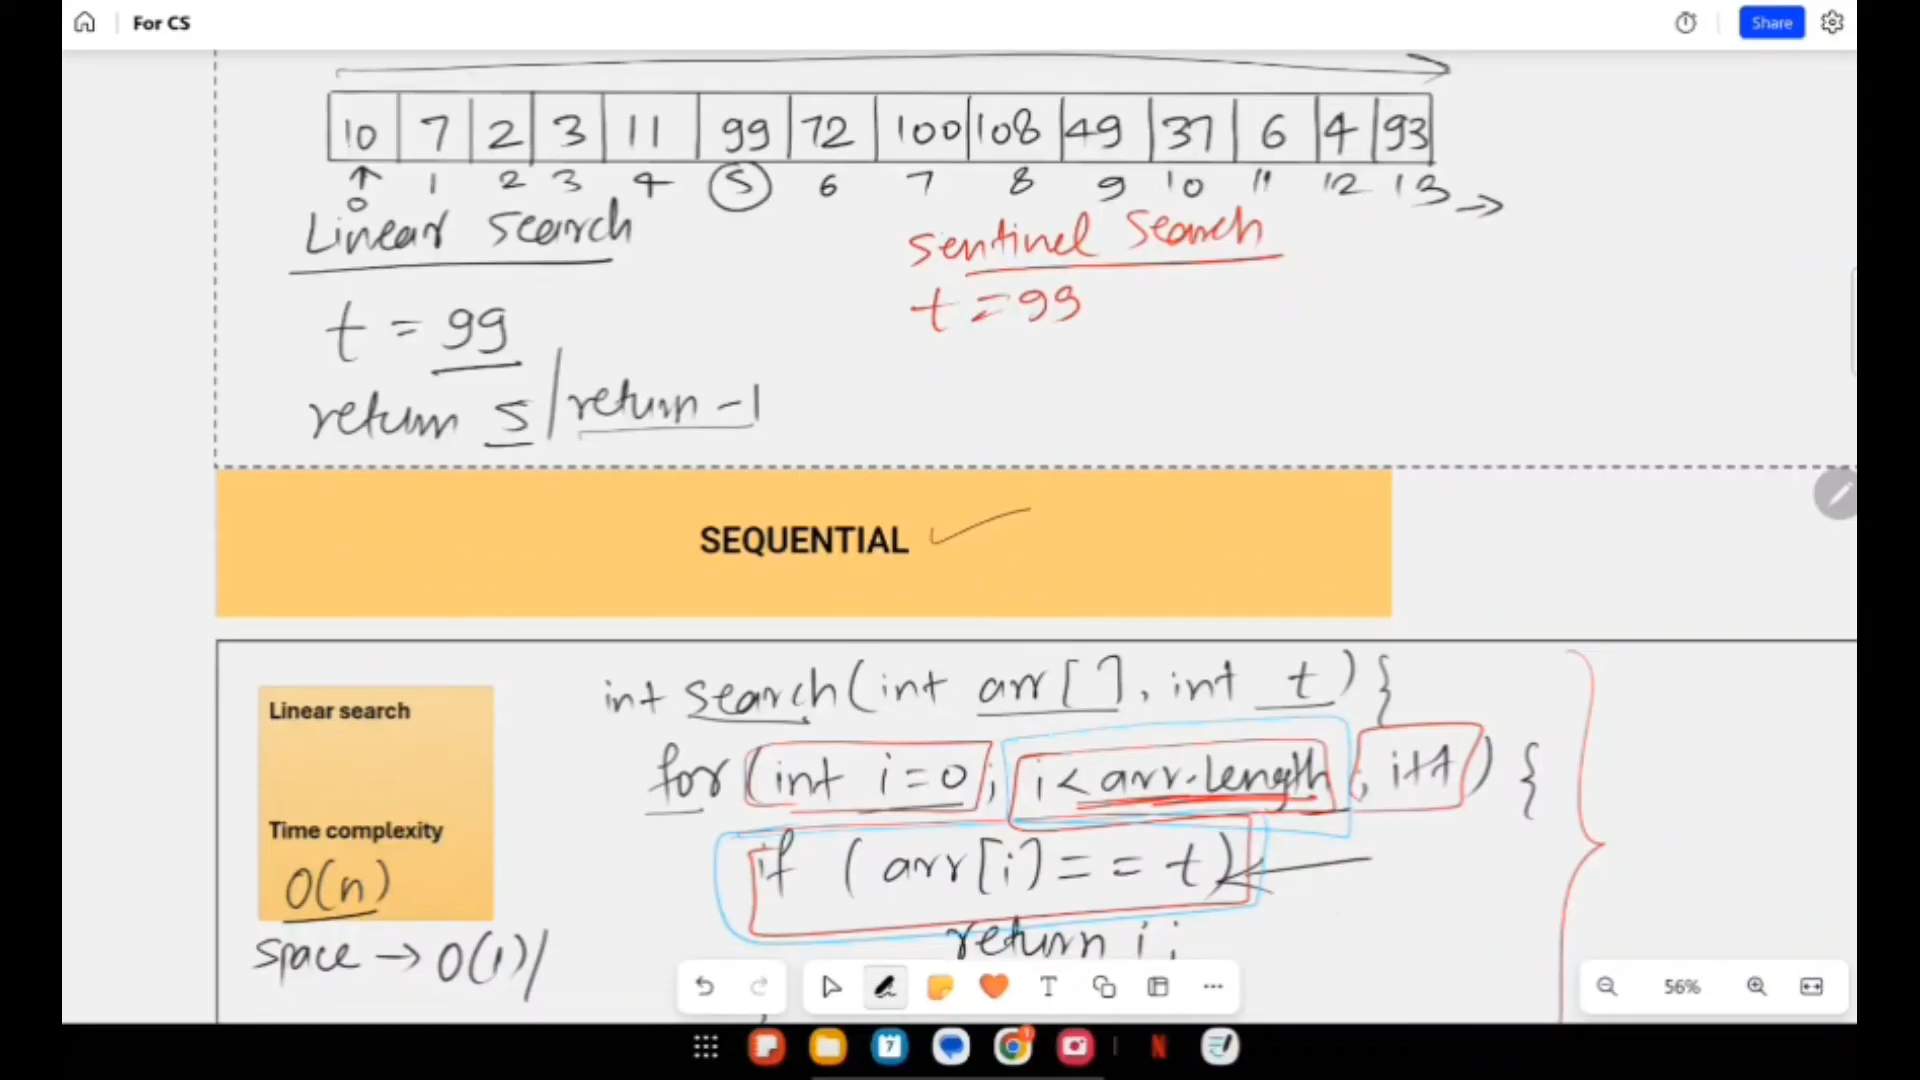 For CS
Share
10 7 2 3 11 99 72 100 108 49 37 6 4 93
0 1 2 3 4 5 6 7 8 9 10 11 12 13
Linear search
Sentinel Search
t = 99
t = 99
return 5 / return -1
SEQUENTIAL
Linear search
Time complexity
O(n)
space → O(1)/
int search(int arr[], int t){
for(int i=0; i<arr.length; i++){
if (arr[i]==t)
return i;
56%
7
1
N